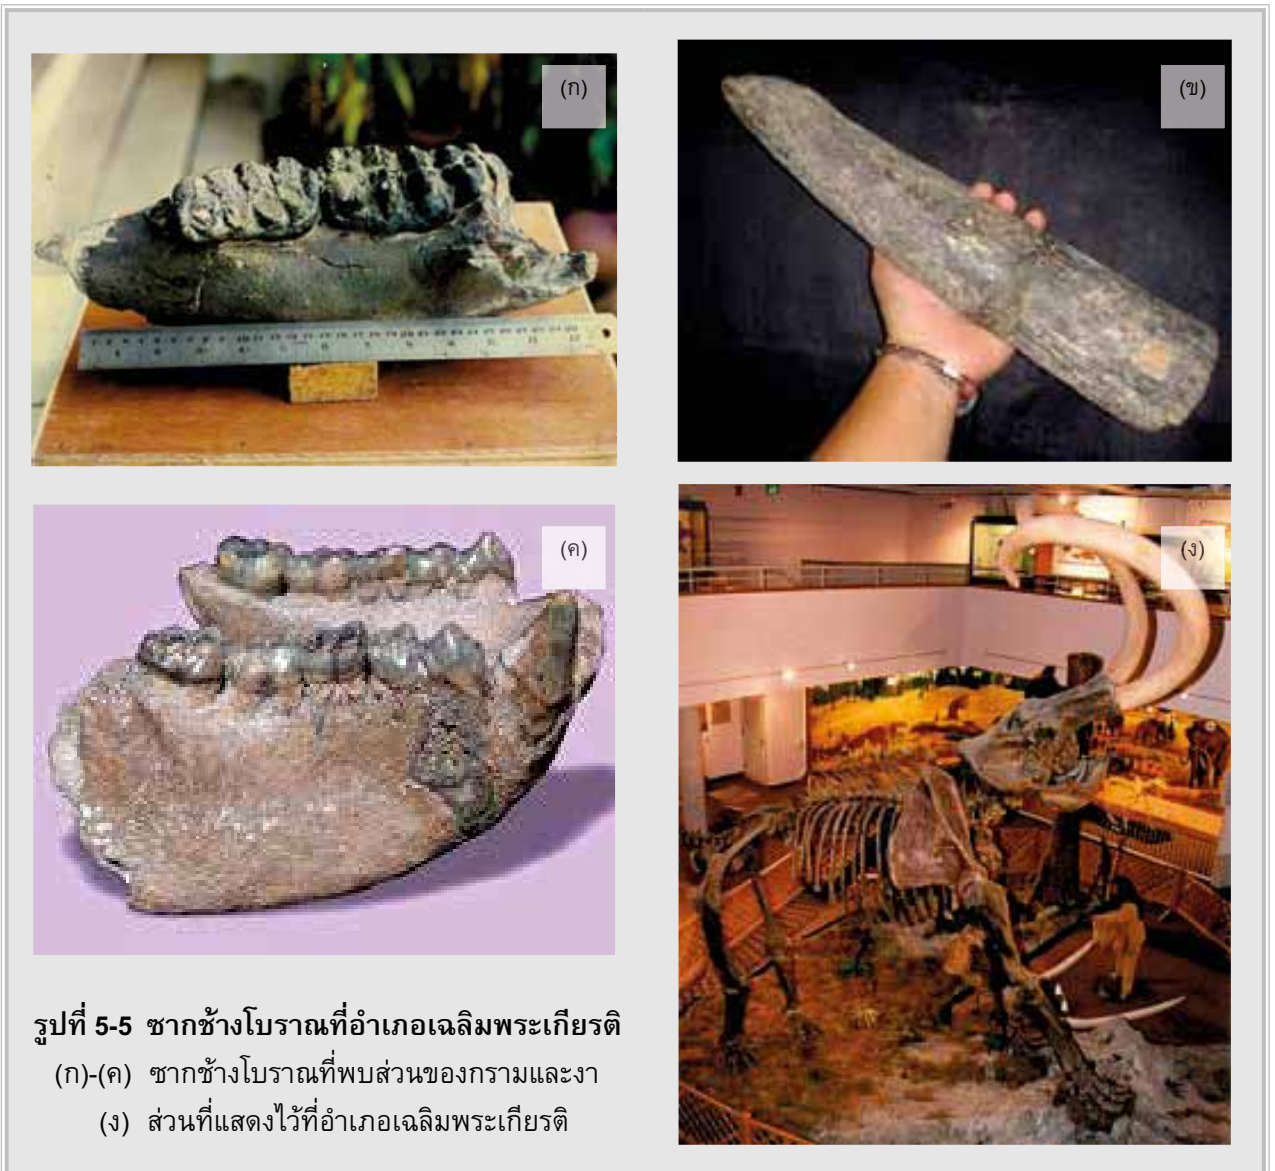 (ก)
(ข)
(ค)
(ง)
รูปที่ 5-5 ซากช้างโบราณที่อำเภอเฉลิมพระเกียรติ
(ก)-(ค) ซากช้างโบราณที่พบส่วนของกรามและงา
(ง) ส่วนที่แสดงไว้ที่อำเภอเฉลิมพระเกียรติ